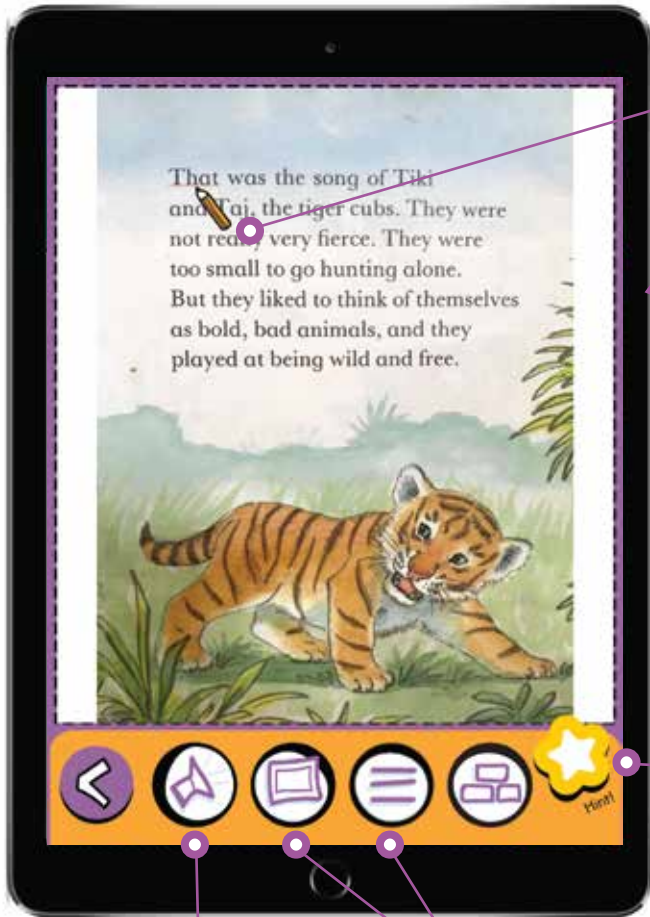 That was the song of Tiki
and Taj, the tiger cubs. They were
not really very fierce. They were
too small to go hunting alone.
But they liked to think of themselves
as bold, bad animals, and they
played at being wild and free.
Hint!